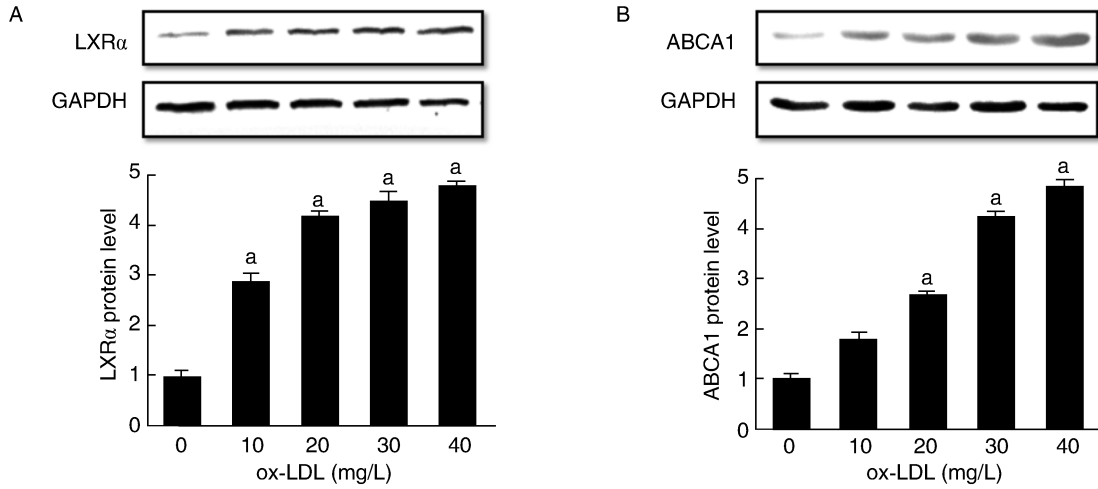 A
LXRα
GAPDH
5
4
3
2
1
0
LXRα protein level
a
a
a
a
0 10 20 30 40
ox-LDL (mg/L)
B
ABCA1
GAPDH
5
4
3
2
1
0
ABCA1 protein level
a
a
a
0 10 20 30 40
ox-LDL (mg/L)